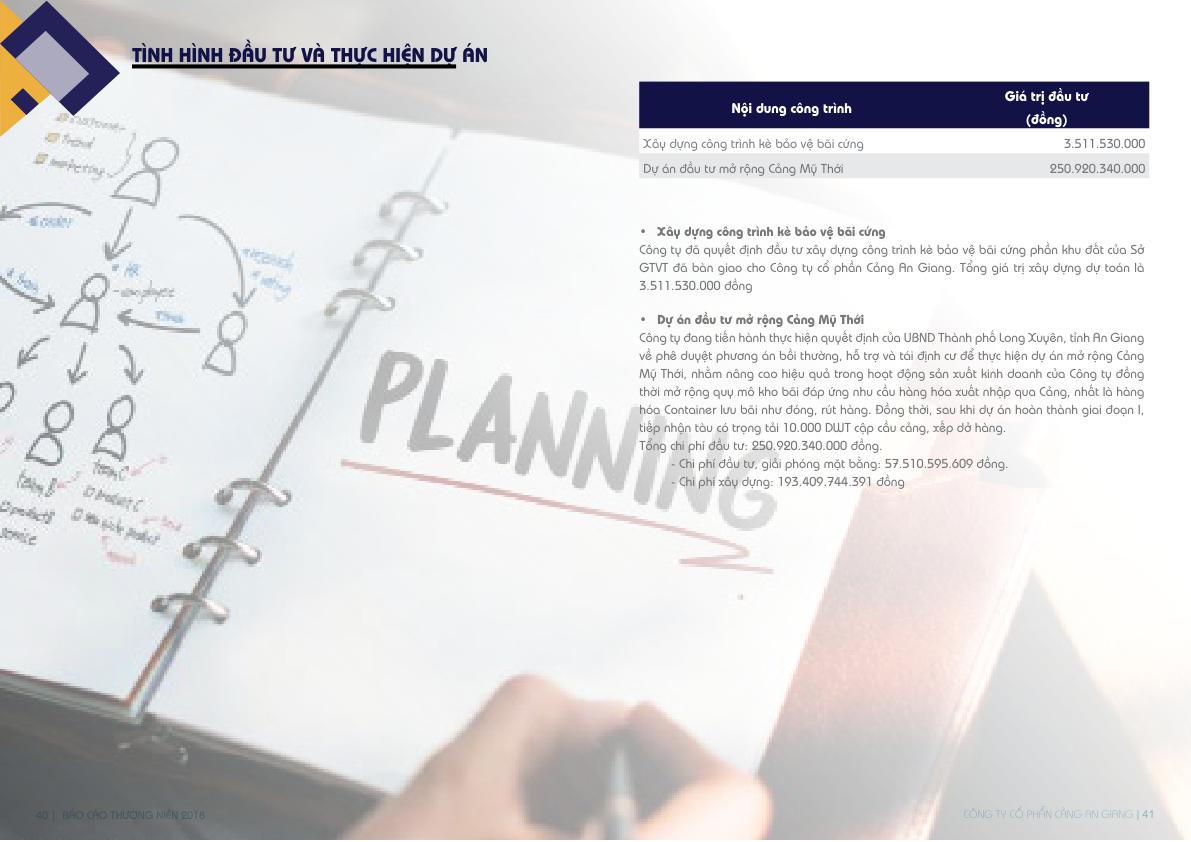 TÌNH HÌNH ĐẦU TƯ VÀ THỰC HIỆN DỰ ÁN
Nội dung công trình
Giá trị đầu tư
(đồng)
Xây dựng công trình kè bảo vệ bãi cứng 3.511.530.000
Dự án đầu tư mở rộng Cảng Mỹ Thới 250.920.340.000
• Xây dựng công trình kè bảo vệ bãi cứng
Công ty đã quyết định đầu tư xây dựng công trình kè bảo vệ bãi cứng phần khu đất của Sở
GTVT đã bàn giao cho Công ty cổ phần Cảng An Giang. Tổng giá trị xây dựng dự toán là
3.511.530.000 đồng
• Dự án đầu tư mở rộng Cảng Mỹ Thới
Công ty đang tiến hành thực hiện quyết định của UBND Thành phố Long Xuyên, tỉnh An Giang
về phê duyệt phương án bồi thường, hỗ trợ và tái định cư để thực hiện dự án mở rộng Cảng
Mỹ Thới, nhằm nâng cao hiệu quả trong hoạt động sản xuất kinh doanh của Công ty đồng
thời mở rộng quy mô kho bãi đáp ứng nhu cầu hàng hóa xuất nhập qua Cảng, nhất là hàng
hóa Container lưu bãi như đóng, rút hàng. Đồng thời, sau khi dự án hoàn thành giai đoạn I,
tiếp nhận tàu có trọng tải 10.000 DWT cập cầu cảng, xếp dỡ hàng.
Tổng chi phí đầu tư: 250.920.340.000 đồng.
- Chi phí đầu tư, giải phóng mặt bằng: 57.510.595.609 đồng.
- Chi phí xây dựng: 193.409.744.391 đồng
PLANNING
customer
trend
marketing
HR
- employee
team B
team C
products
service
product C
40 | BÁO CÁO THƯỜNG NIÊN 2018
CÔNG TY CỔ PHẦN CẢNG AN GIANG | 41